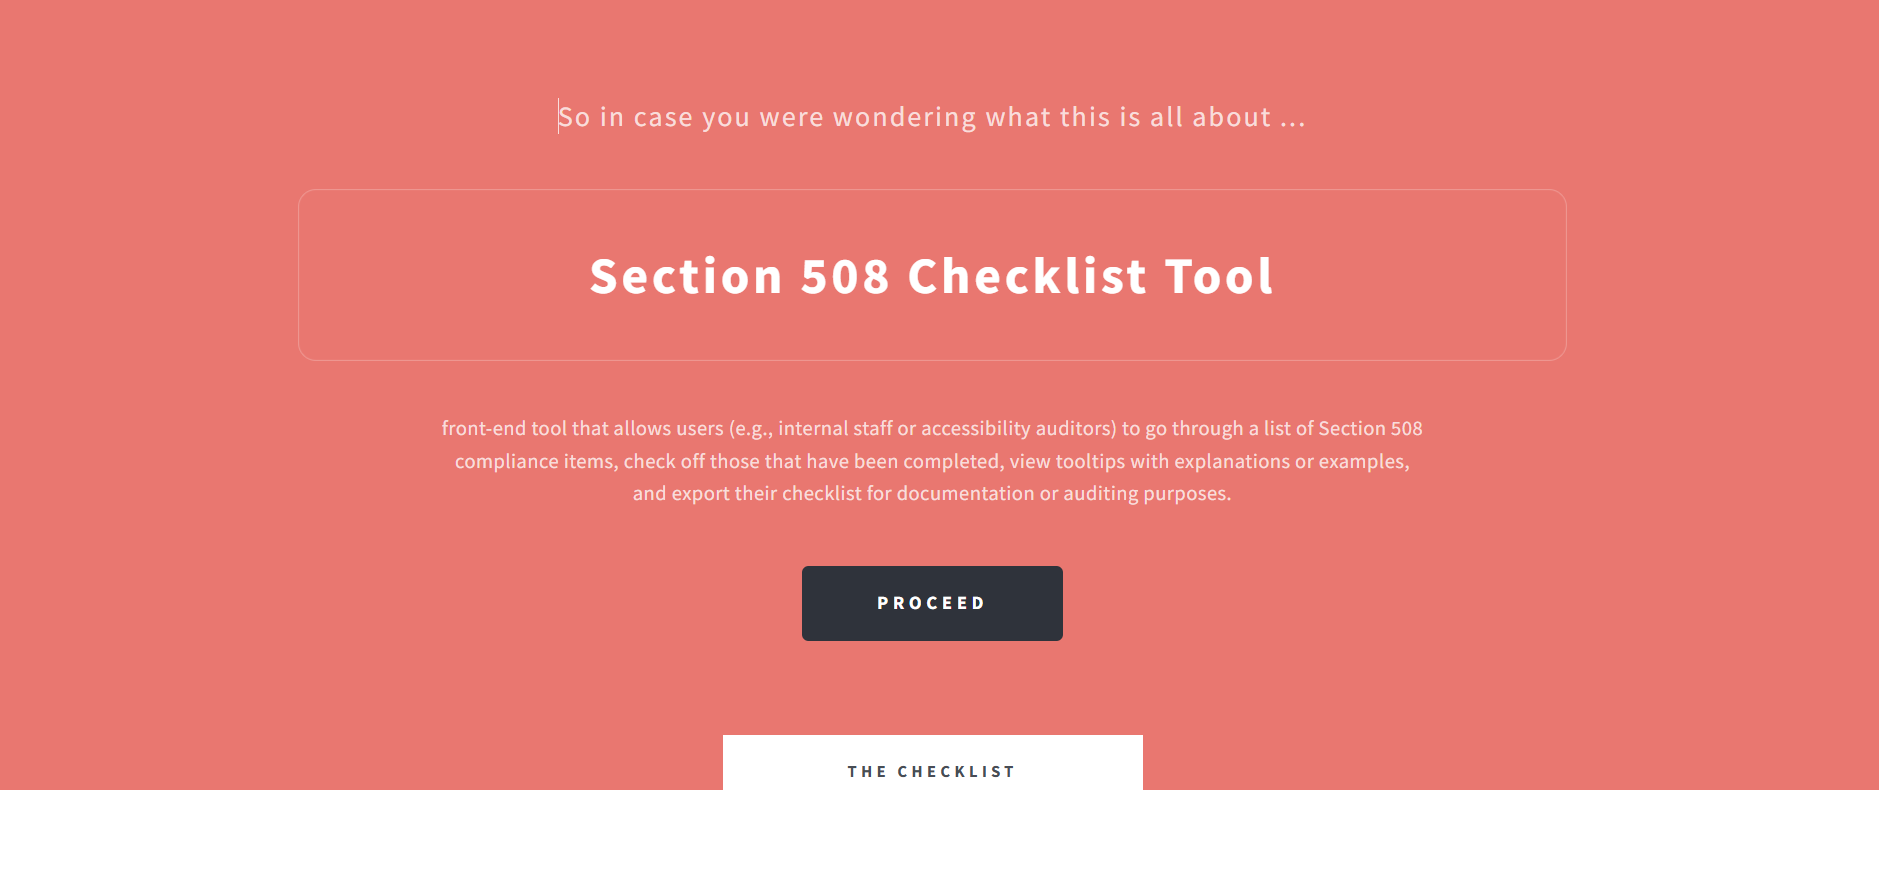 So in case you were wondering what this is all about ...
Section 508 Checklist Tool
front-end tool that allows users (e.g., internal staff or accessibility auditors) to go through a list of Section 508
compliance items, check off those that have been completed, view tooltips with explanations or examples,
and export their checklist for documentation or auditing purposes.
PROCEED
THE CHECKLIST